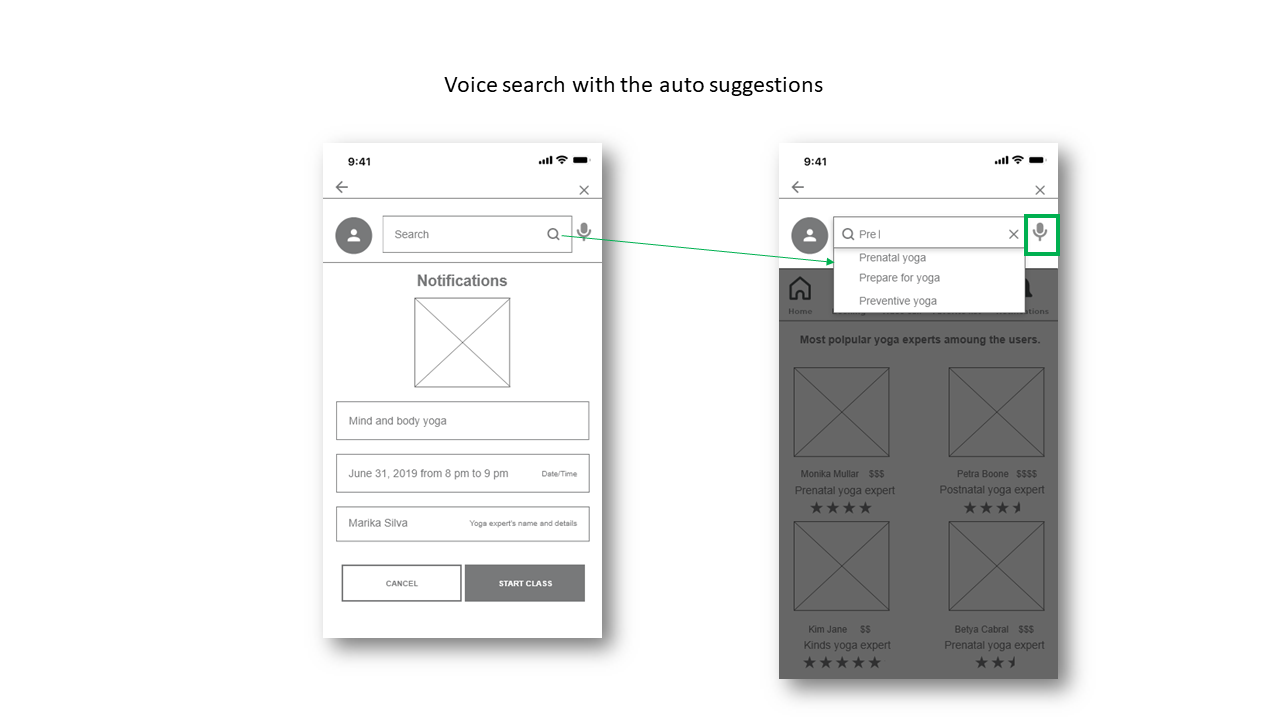 Voice search with the auto suggestions
9:41
Search
Notifications
Mind and body yoga
June 31, 2019 from 8 pm to 9 pm Date/Time
Marika Silva Yoga expert's name and details
CANCEL START CLASS
9:41
Pre
Prenatal yoga
Prepare for yoga
Preventive yoga
Home
Most polpular yoga experts amoung the users.
Monika Mullar $$$ Petra Boone $$$$
Prenatal yoga expert Postnatal yoga expert
Kim Jane $$ Betya Cabral $$$
Kinds yoga expert Prenatal yoga expert